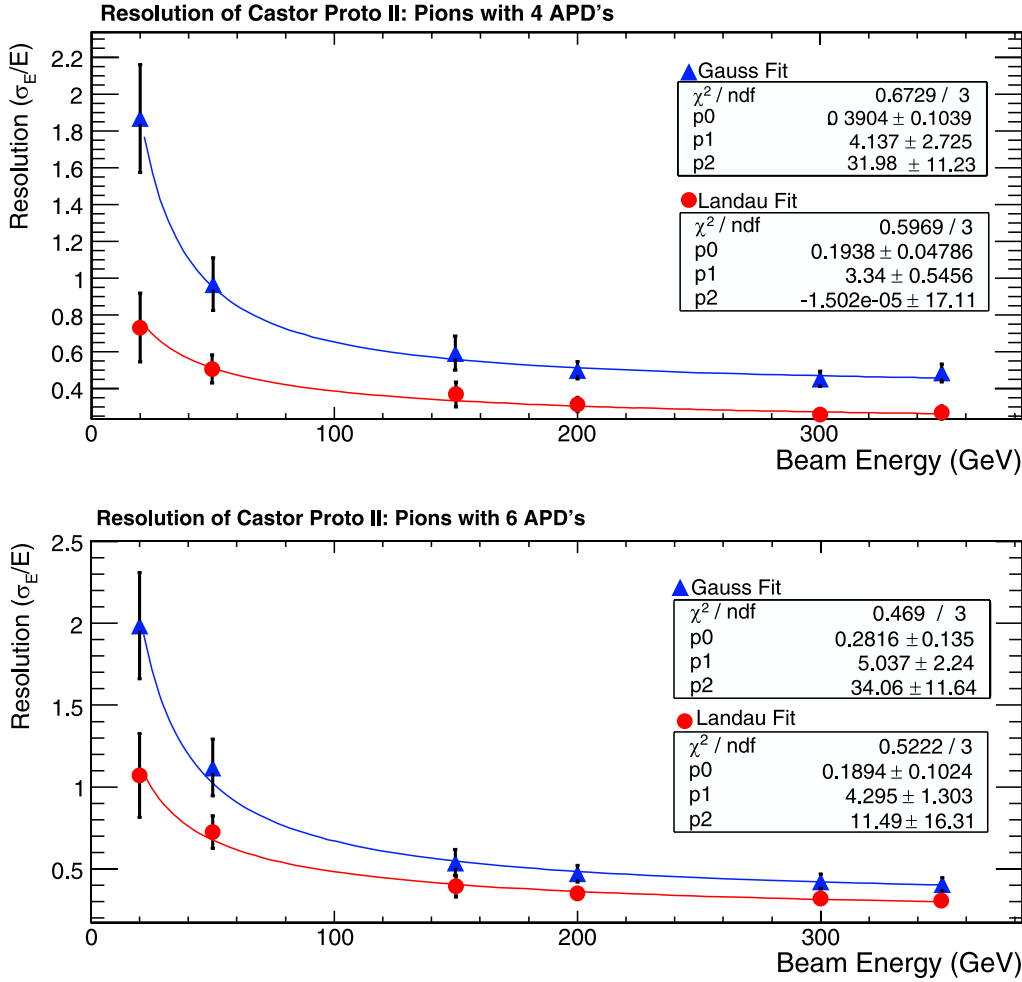 Resolution of Castor Proto II: Pions with 4 APD's
Resolution (σ_E/E)
2.2
2
1.8
1.6
1.4
1.2
1
0.8
0.6
0.4
Gauss Fit
χ² / ndf 0.6729 / 3
p0 0.3904 ± 0.1039
p1 4.137 ± 2.725
p2 31.98 ± 11.23
Landau Fit
χ² / ndf 0.5969 / 3
p0 0.1938 ± 0.04786
p1 3.34 ± 0.5456
p2 -1.502e-05 ± 17.11
0 100 200 300
Beam Energy (GeV)
Resolution of Castor Proto II: Pions with 6 APD's
Resolution (σ_E/E)
2.5
2
1.5
1
0.5
Gauss Fit
χ² / ndf 0.469 / 3
p0 0.2816 ± 0.135
p1 5.037 ± 2.24
p2 34.06 ± 11.64
Landau Fit
χ² / ndf 0.5222 / 3
p0 0.1894 ± 0.1024
p1 4.295 ± 1.303
p2 11.49 ± 16.31
0 100 200 300
Beam Energy (GeV)